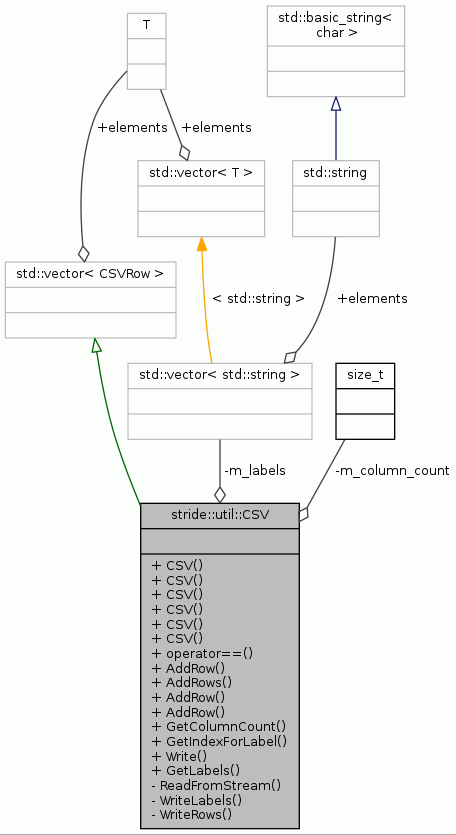 T
std::basic_string<
char >
+elements
+elements
std::vector< T >
std::string
std::vector< CSVRow >
< std::string >
+elements
std::vector< std::string >
size_t
-m_labels
-m_column_count
stride::util::CSV
+ CSV()
+ CSV()
+ CSV()
+ CSV()
+ CSV()
+ CSV()
+ operator==()
+ AddRow()
+ AddRows()
+ AddRow()
+ AddRow()
+ GetColumnCount()
+ GetIndexForLabel()
+ Write()
+ GetLabels()
- ReadFromStream()
- WriteLabels()
- WriteRows()